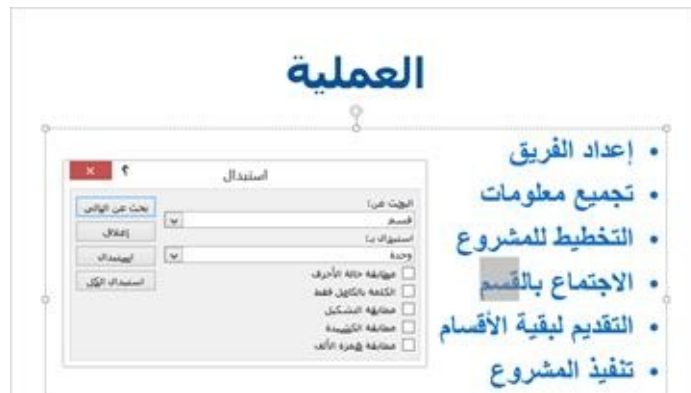 العملية
• إعداد الفريق
• تجميع معلومات
• التخطيط للمشروع
• الاجتماع بالقسم
• التقديم لبقية الأقسام
• تنفيذ المشروع
استبدال
؟
البحث عن:
قسم
استبدال بـ:
وحدة
مطابقة حالة الأحرف
الكلمة بالكامل فقط
مطابقة التشكيل
مطابقة الكشيدة
مطابقة همزة الألف
بحث عن التالي
إغلاق
استبدال
استبدال الكل